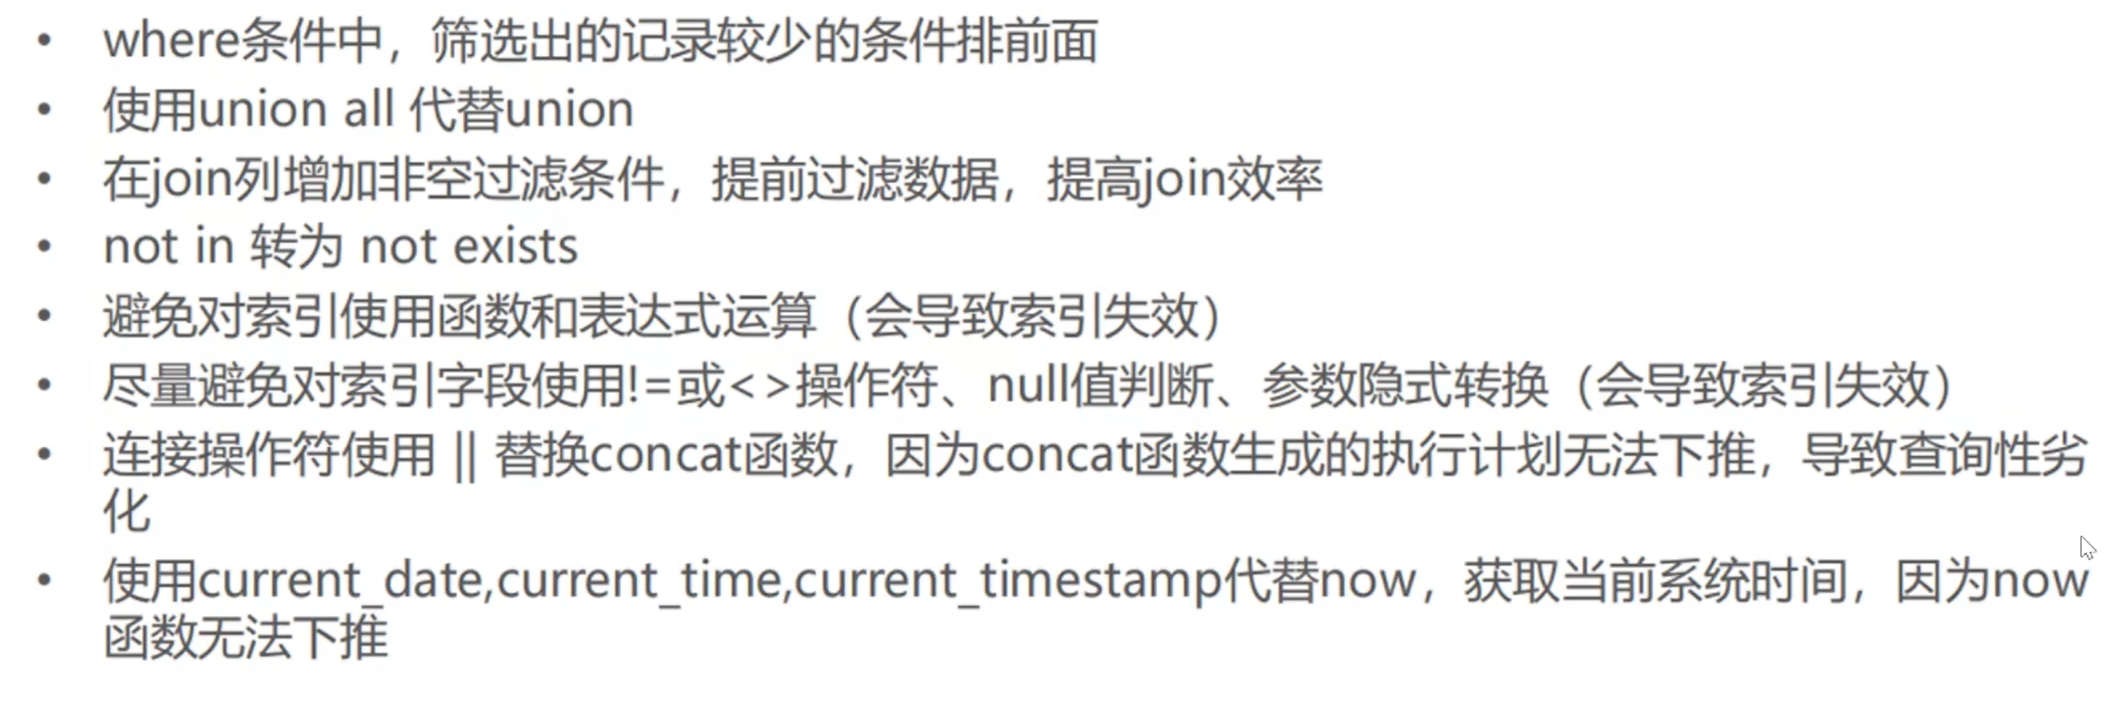 • where条件中，筛选出的记录较少的条件排前面
• 使用union all 代替union
• 在join列增加非空过滤条件，提前过滤数据，提高join效率
• not in 转为 not exists
• 避免对索引使用函数和表达式运算（会导致索引失效）
• 尽量避免对索引字段使用!=或<>操作符、null值判断、参数隐式转换（会导致索引失效）
• 连接操作符使用 || 替换concat函数，因为concat函数生成的执行计划无法下推，导致查询性劣
化
• 使用current_date,current_time,current_timestamp代替now，获取当前系统时间，因为now
函数无法下推